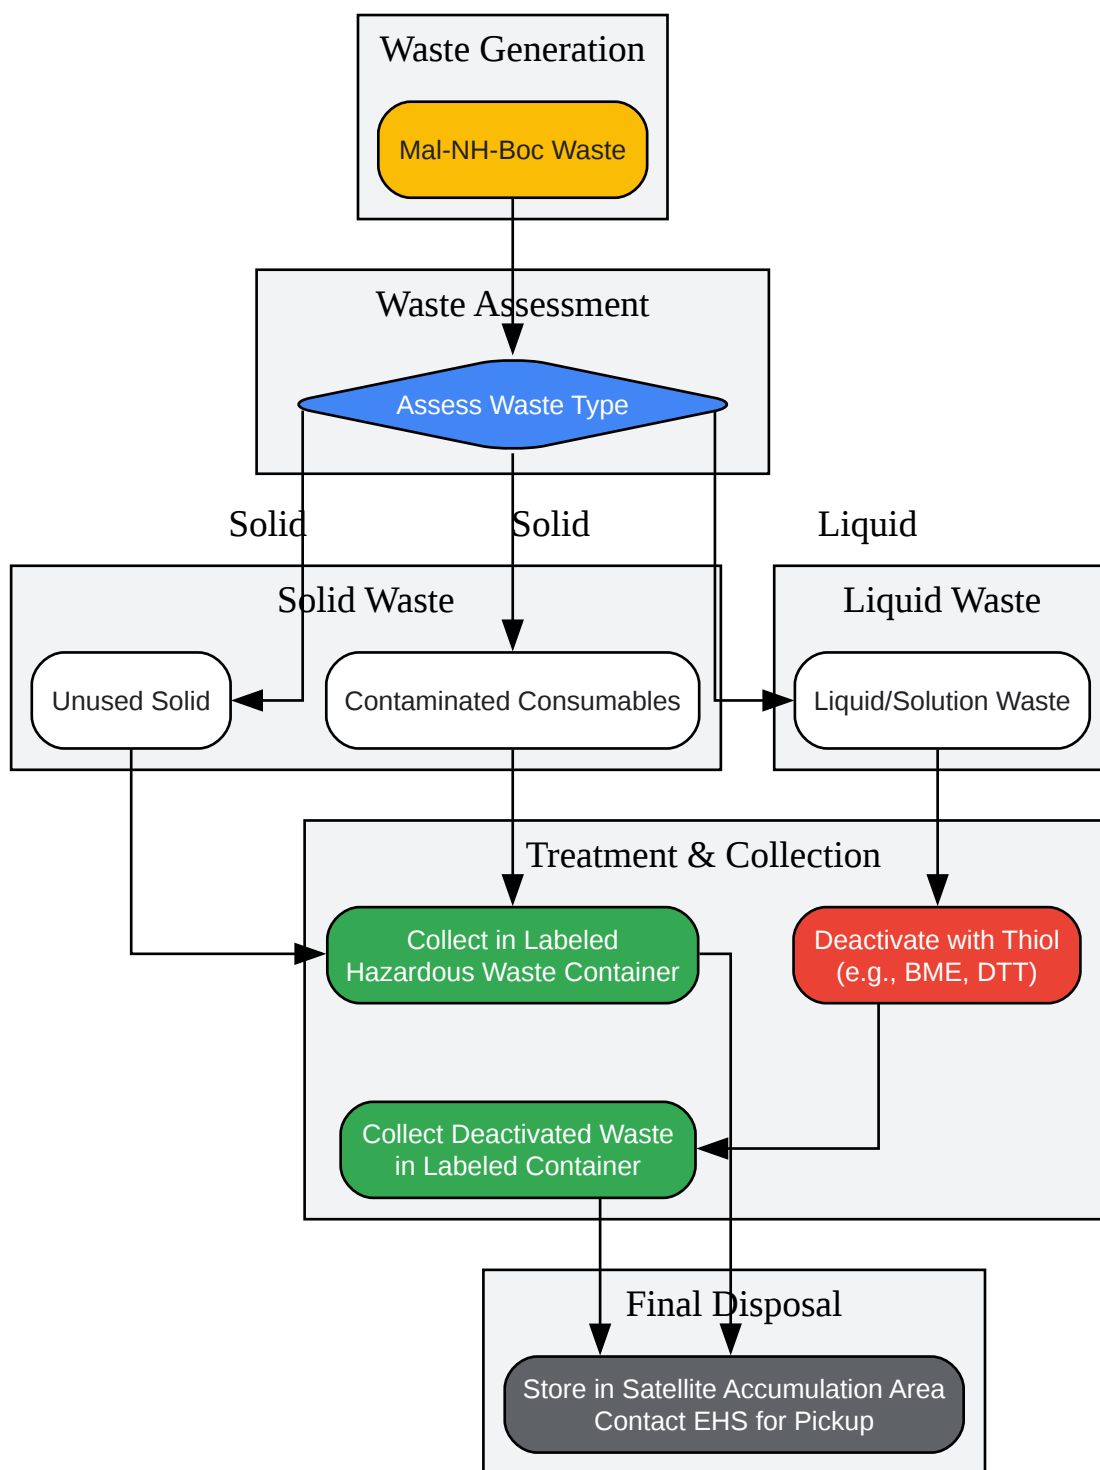 Waste Generation
Mal-NH-Boc Waste
Waste Assessment
Assess Waste Type
Solid
Solid
Liquid
Solid Waste
Liquid Waste
Unused Solid
Contaminated Consumables
Liquid/Solution Waste
Treatment & Collection
Collect in Labeled
Hazardous Waste Container
Deactivate with Thiol
(e.g., BME, DTT)
Collect Deactivated Waste
in Labeled Container
Final Disposal
Store in Satellite Accumulation Area
Contact EHS for Pickup